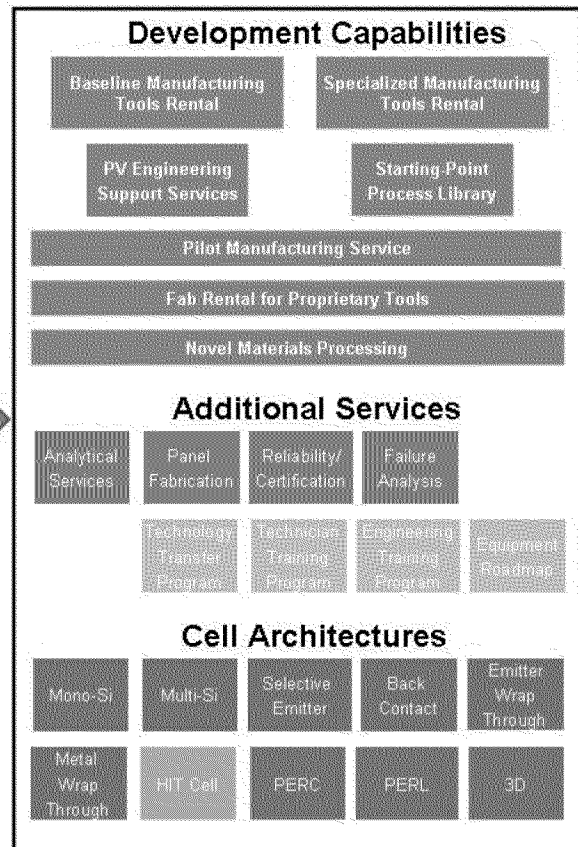 Development Capabilities
Baseline Manufacturing
Tools Rental
Specialized Manufacturing
Tools Rental
PV Engineering
Support Services
Starting-Point
Process Library
Pilot Manufacturing Service
Fab Rental for Proprietary Tools
Novel Materials Processing
Additional Services
Analytical
Services
Panel
Fabrication
Reliability/
Certification
Failure
Analysis
Technology
Transfer
Program
Technician
Training
Program
Engineering
Training
Program
Equipment
Roadmap
Cell Architectures
Mono-Si
Multi-Si
Selective
Emitter
Back
Contact
Emitter
Wrap
Through
Metal
Wrap
Through
HIT Cell
PERC
PERL
3D